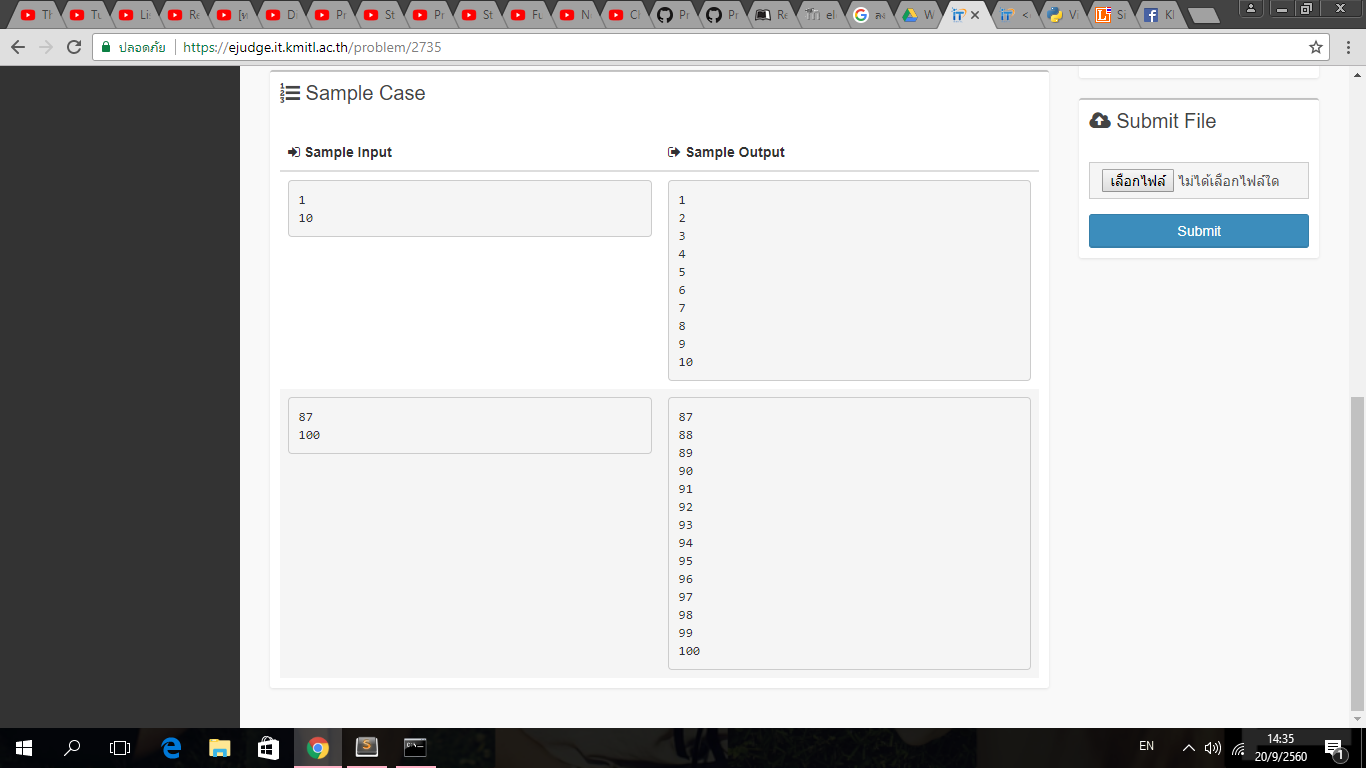 Th
Tu
Lis
Re
[ท
Di
Pr
St
Pr
St
Fu
N
Cl
Pr
Pr
Re
el
ลง
W
<
Vi
Si
Kl
ปลอดภัย
https://ejudge.it.kmitl.ac.th/problem/2735
Sample Case
Sample Input
Sample Output
1
10
1
2
3
4
5
6
7
8
9
10
87
100
87
88
89
90
91
92
93
94
95
96
97
98
99
100
Submit File
เลือกไฟล์ ไม่ได้เลือกไฟล์ใด
Submit
EN
14:35
20/9/2560
1